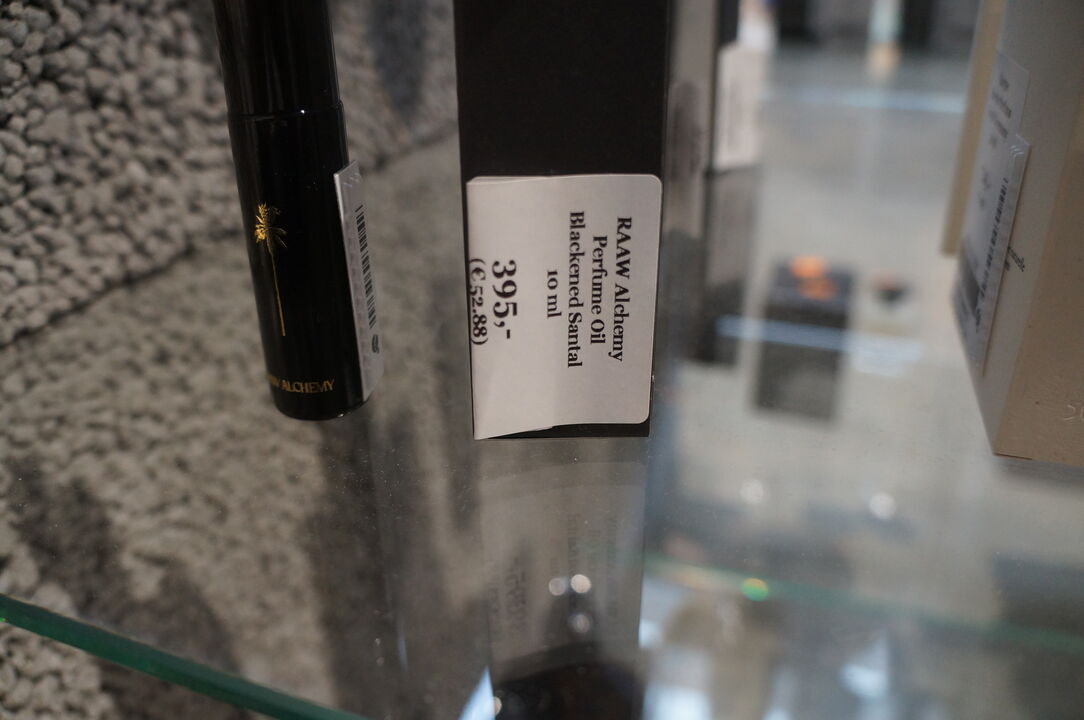 RAAW Alchemy
Perfume Oil
Blackened Santal
10 ml
395,-
(€52.88)
ALCHEMY